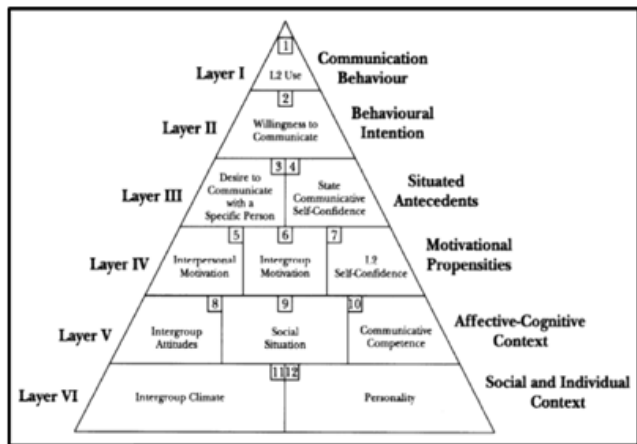 1
Communication
Behaviour
Layer I
L2 Use
2
Behavioural
Intention
Layer II
Willingness to
Communicate
3 4
Desire to
Communicate
with a
Specific Person
State
Communicative
Self-Confidence
Situated
Antecedents
Layer III
5 6 7
Motivational
Propensities
Layer IV
Interpersonal
Motivation
Intergroup
Motivation
L2
Self-Confidence
8 9 10
Affective-Cognitive
Context
Layer V
Intergroup
Attitudes
Social
Situation
Communicative
Competence
11 12
Social and Individual
Context
Layer VI
Intergroup Climate
Personality